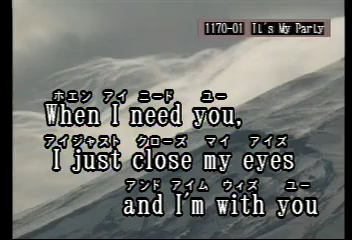 1170-01 It's My Party
ホエン アイ ニード ユー
When I need you,
アイジャスト クローズ マイ アイズ
I just close my eyes
アンド アイム ウィズ ユー
and I'm with you